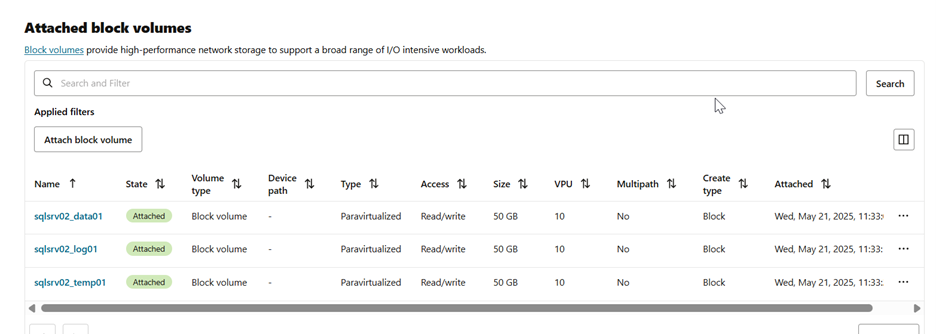 Attached block volumes
Block volumes provide high-performance network storage to support a broad range of I/O intensive workloads.
Search and Filter
Search
Applied filters
Attach block volume
Name State Volume type Device path Type Access Size VPU Multipath Create type Attached
sqlsrv02_data01 Attached Block volume - Paravirtualized Read/write 50 GB 10 No Block Wed, May 21, 2025, 11:33:
sqlsrv02_log01 Attached Block volume - Paravirtualized Read/write 50 GB 10 No Block Wed, May 21, 2025, 11:33:
sqlsrv02_temp01 Attached Block volume - Paravirtualized Read/write 50 GB 10 No Block Wed, May 21, 2025, 11:33: